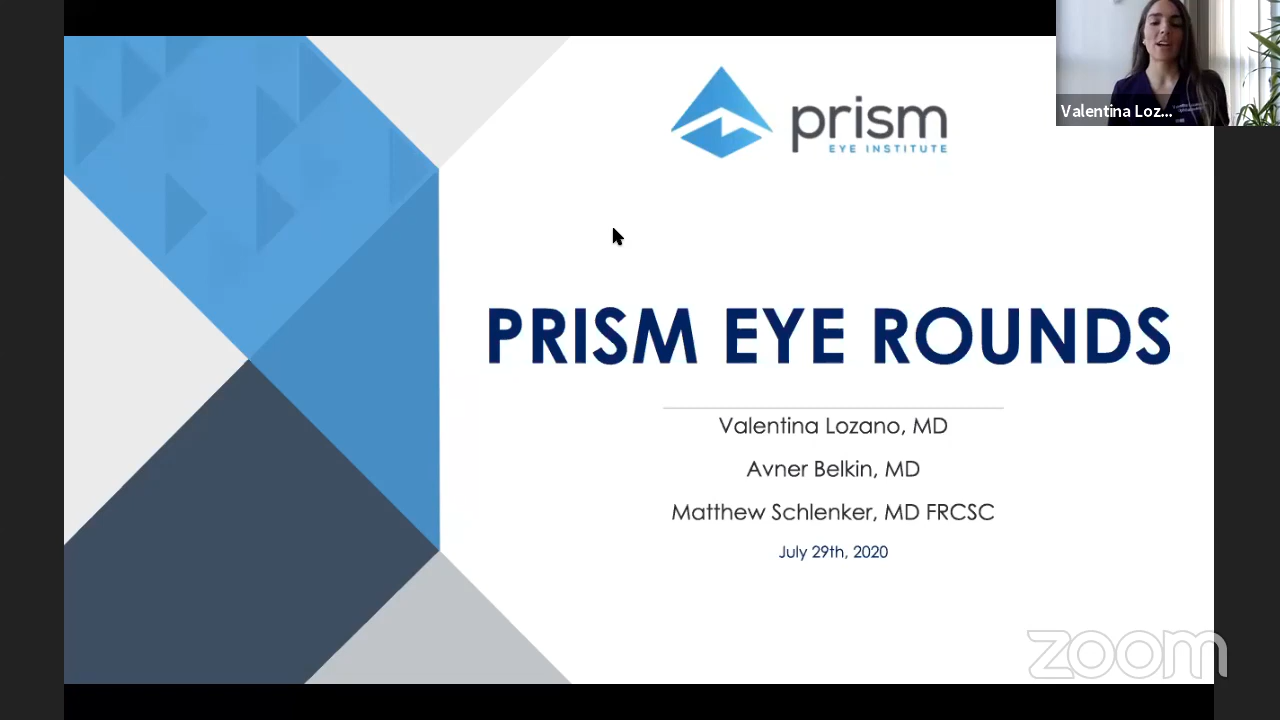 prism
EYE INSTITUTE
Valentina Loz...
PRISM EYE ROUNDS
Valentina Lozano, MD
Avner Belkin, MD
Matthew Schlenker, MD FRCSC
July 29th, 2020
zoom